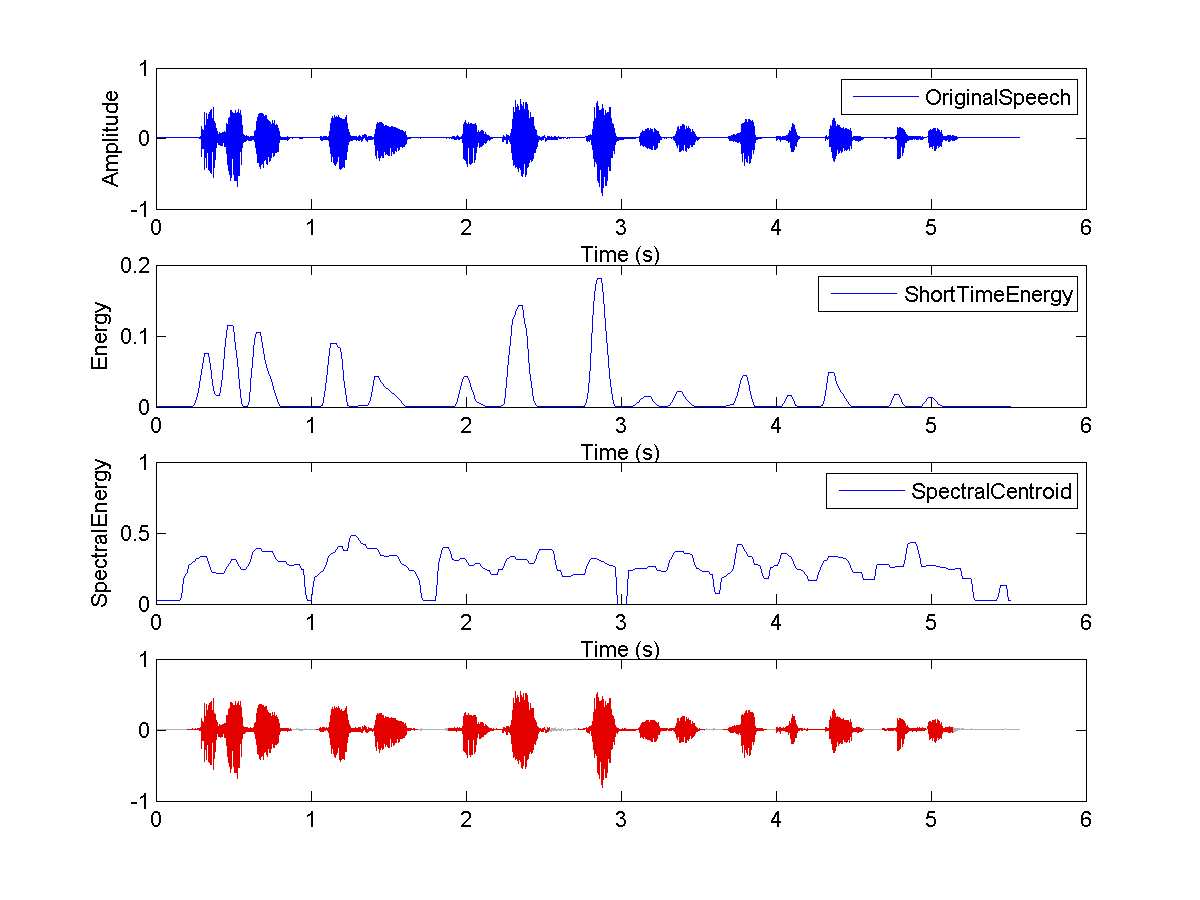 1
OriginalSpeech
Amplitude
0
-1
0 1 2 3 4 5 6
Time (s)
0.2
ShortTimeEnergy
Energy
0.1
0
0 1 2 3 4 5 6
Time (s)
1
SpectralCentroid
SpectralEnergy
0.5
0
0 1 2 3 4 5 6
Time (s)
1
0
-1
0 1 2 3 4 5 6